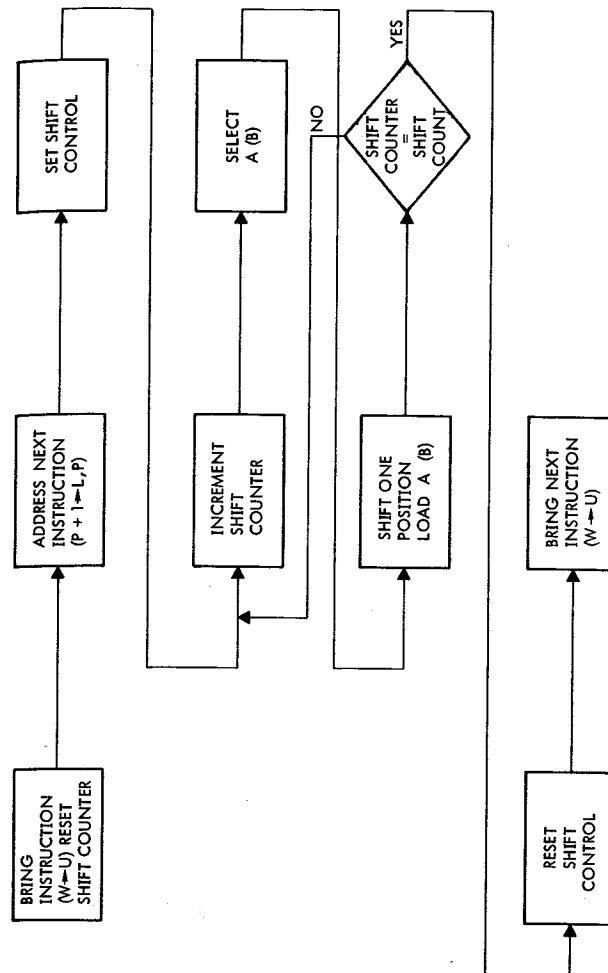 BRING
INSTRUCTION
(W→U) RESET
SHIFT COUNTER
ADDRESS NEXT
INSTRUCTION
(P + 1→L,P)
SET SHIFT
CONTROL
INCREMENT
SHIFT
COUNTER
SELECT
A (B)
SHIFT ONE
POSITION
LOAD A (B)
SHIFT
COUNTER
=
SHIFT
COUNT
NO
YES
RESET
SHIFT
CONTROL
BRING NEXT
INSTRUCTION
(W→U)